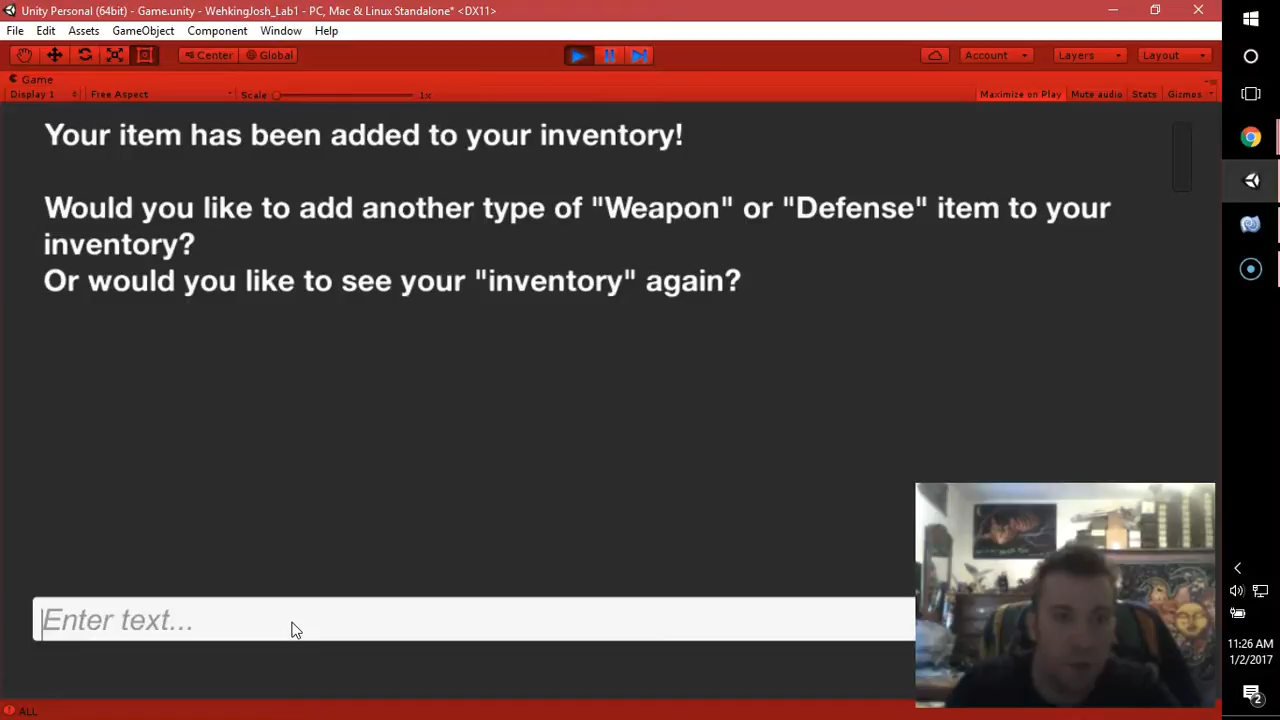 Unity Personal (64bit) - Game.unity - WehkingJosh_Lab1 - PC, Mac & Linux Standalone* <DX11>
File Edit Assets GameObject Component Window Help
Center Global Account Layers Layout
Game
Display 1 Free Aspect Scale 1x Maximize on Play Mute audio Stats Gizmos
Your item has been added to your inventory!
Would you like to add another type of "Weapon" or "Defense" item to your
inventory?
Or would you like to see your "inventory" again?
Enter text...
11:26 AM
1/2/2017
2
ALL